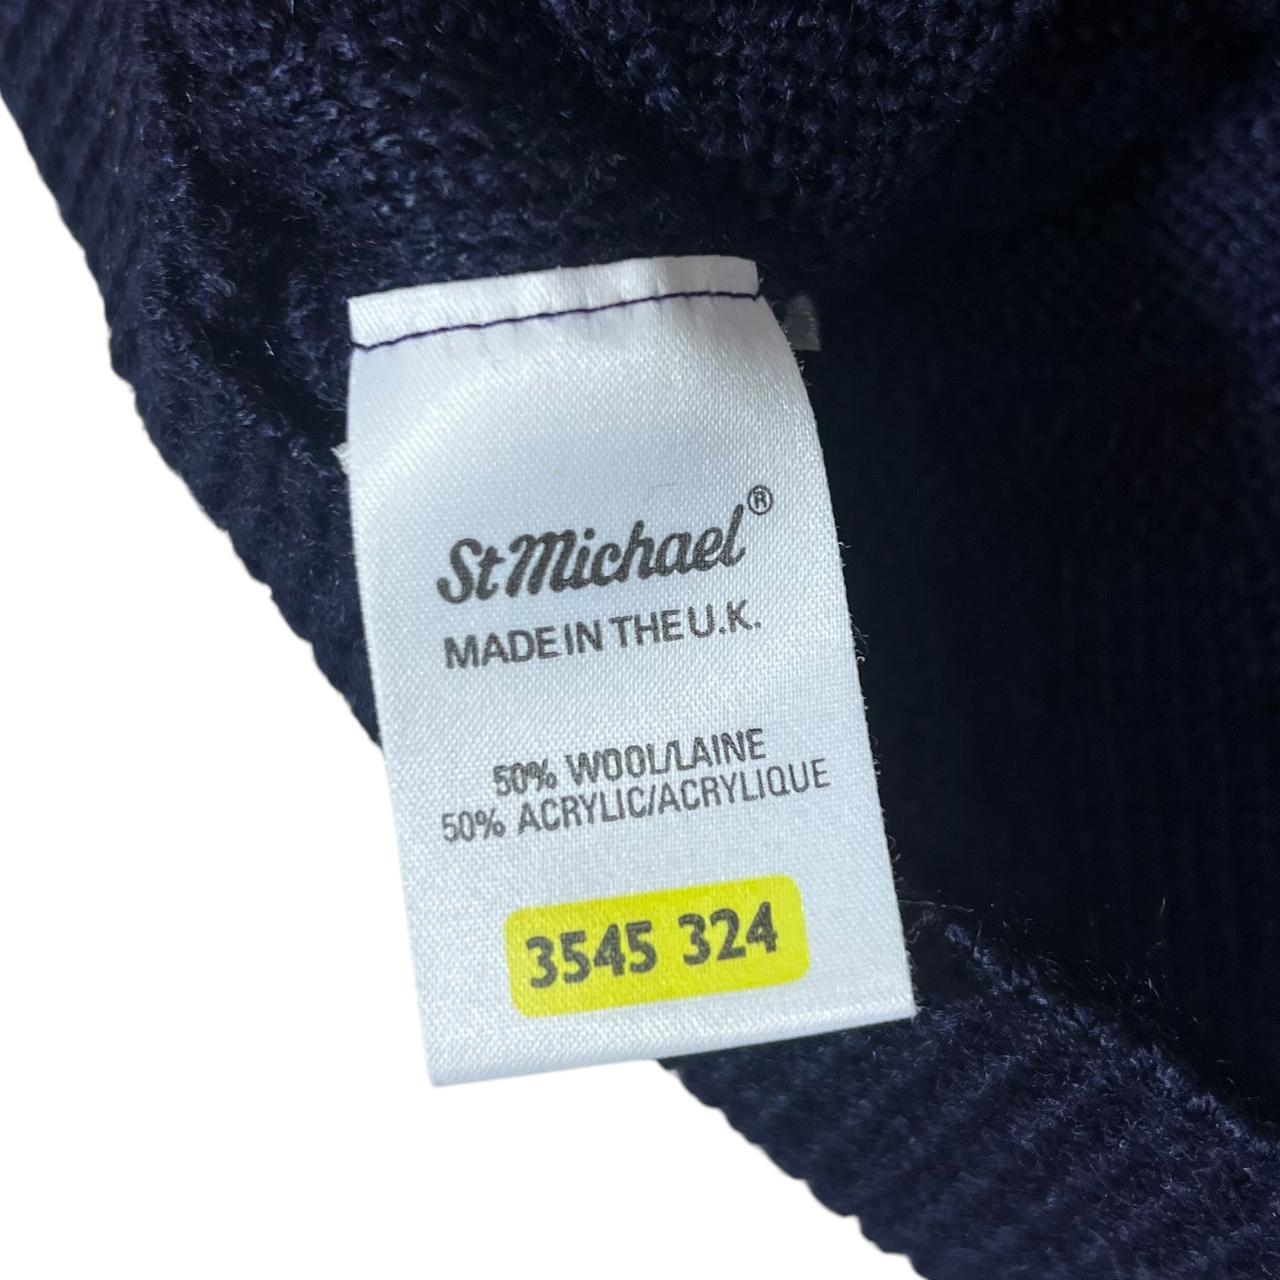 St Michael®
MADE IN THE U.K.
50% WOOL/LAINE
50% ACRYLIC/ACRYLIQUE
3545 324